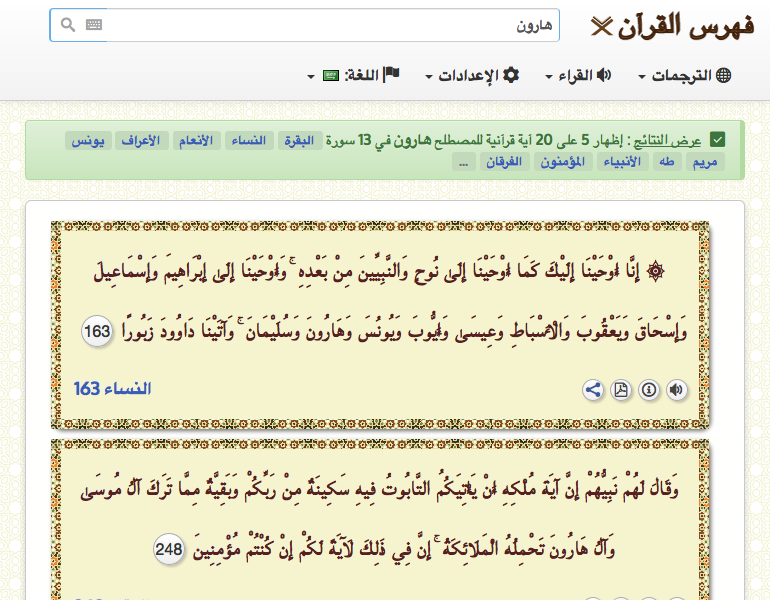 فهرس القرآن
هارون
الترجمات القراء الإعدادات اللغة:
عرض النتائج : إظهار 5 على 20 آية قرآنية للمصطلح هارون في 13 سورة البقرة النساء الأنعام الأعراف يونس
مريم طه الأنبياء المؤمنون الفرقان ...
۞ إِنَّا أَوْحَيْنَا إِلَيْكَ كَمَا أَوْحَيْنَا إِلَىٰ نُوحٍ وَالنَّبِيِّينَ مِنْ بَعْدِهِ ۚ وَأَوْحَيْنَا إِلَىٰ إِبْرَاهِيمَ وَإِسْمَاعِيلَ
وَإِسْحَاقَ وَيَعْقُوبَ وَالْأَسْبَاطِ وَعِيسَىٰ وَأَيُّوبَ وَيُونُسَ وَهَارُونَ وَسُلَيْمَانَ ۚ وَآتَيْنَا دَاوُودَ زَبُورًا 163
النساء 163
وَقَالَ لَهُمْ نَبِيُّهُمْ إِنَّ آيَةَ مُلْكِهِ أَنْ يَأْتِيَكُمُ التَّابُوتُ فِيهِ سَكِينَةٌ مِنْ رَبِّكُمْ وَبَقِيَّةٌ مِمَّا تَرَكَ آلُ مُوسَىٰ
وَآلُ هَارُونَ تَحْمِلُهُ الْمَلَائِكَةُ ۚ إِنَّ فِي ذَٰلِكَ لَآيَةً لَكُمْ إِنْ كُنْتُمْ مُؤْمِنِينَ 248